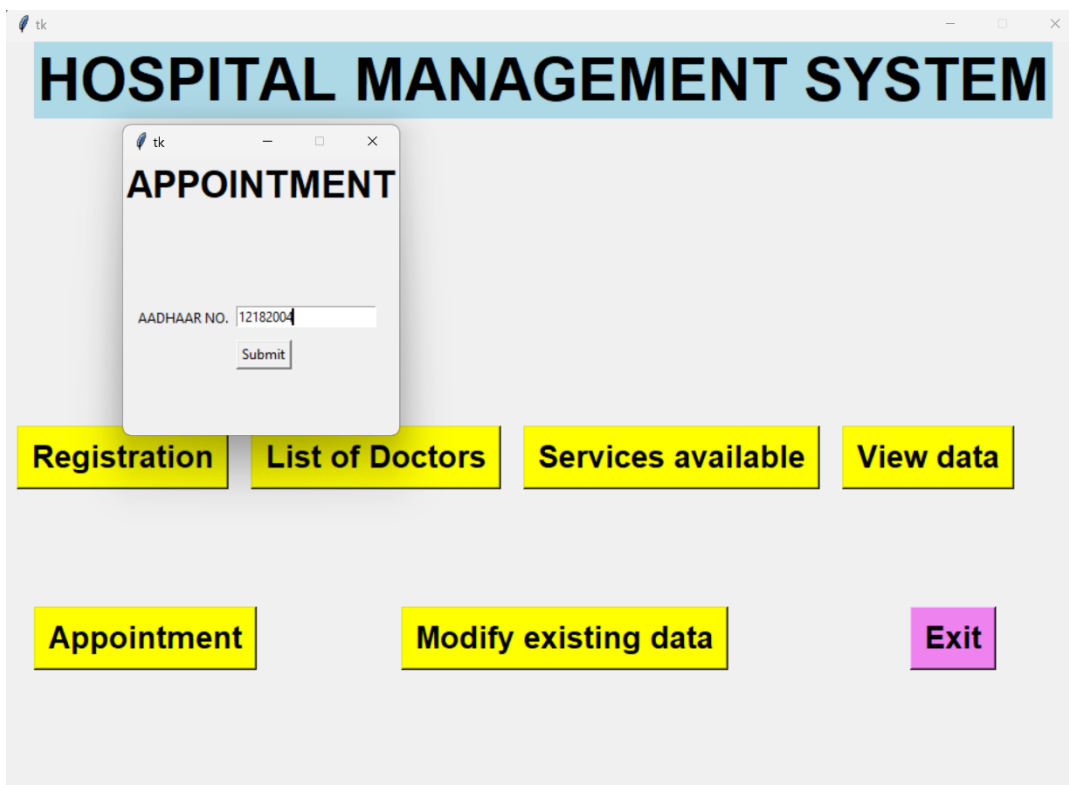 tk
HOSPITAL MANAGEMENT SYSTEM
tk
APPOINTMENT
AADHAAR NO. 12182004
Submit
Registration List of Doctors Services available View data
Appointment Modify existing data Exit